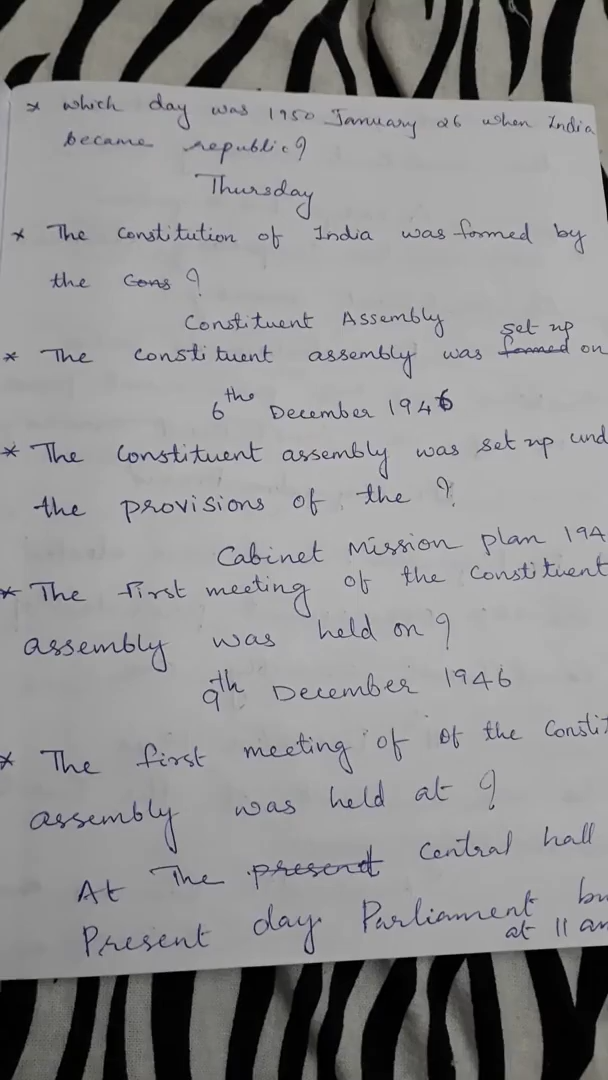 * which day was 1950 January 26 when India
became republic?
Thursday
* The constitution of India was formed by
the Cons ?
Constituent Assembly
* The constituent assembly was formed set up on
6the December 1946
* The Constituent assembly was set up und
the provisions of the ?
Cabinet Mission plan 194
* The first meeting of the Constituent
assembly was held on ?
9th December 1946
* The first meeting of of the Constit
assembly was held at ?
At The present central hall
Present day Parliament bu
at 11 am